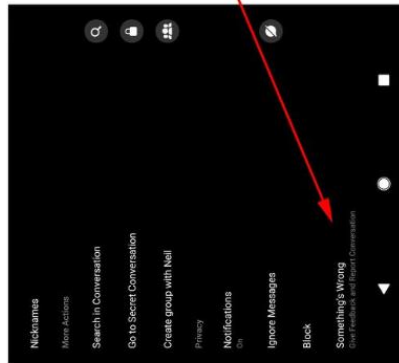 Nicknames
More Actions
Search in Conversation
Go to Secret Conversation
Create group with Neil
Privacy
Notifications
On
Ignore Messages
Block
Something's Wrong
Give Feedback and Report Conversation